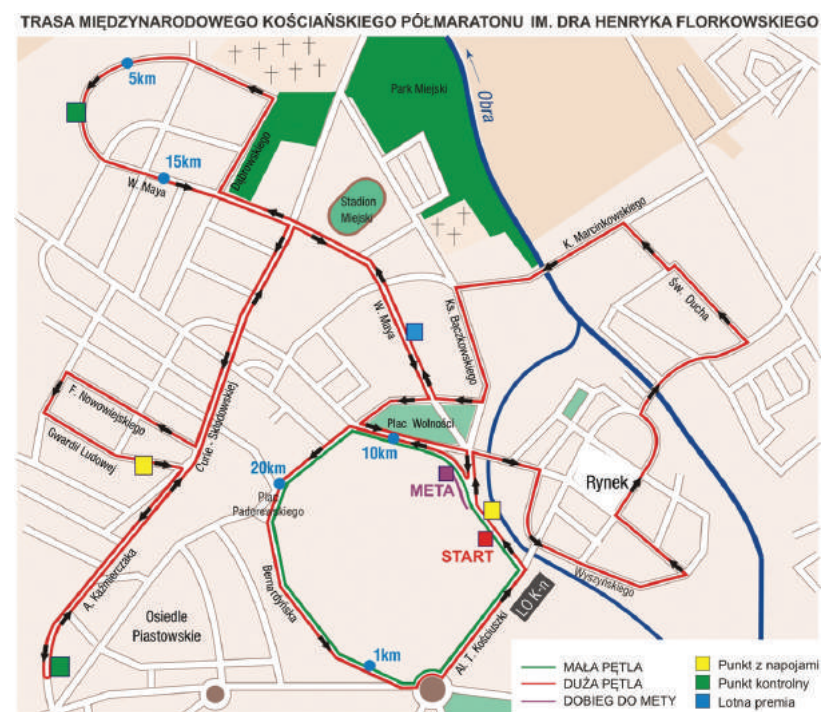 TRASA MIĘDZYNARODOWEGO KOŚCIAŃSKIEGO PÓŁMARATONU IM. DRA HENRYKA FLORKOWSKIEGO
5km
Park Miejski
Obra
Dąbrowskiego
15km
W. Maya
Stadion
Miejski
K. Marcinkowskiego
Św. Ducha
W. Maya
Ks. Bączkowskiego
F. Nowowiejskiego
Gwardii Ludowej
Curie - Skłodowskiej
Plac Wolności
10km
20km
Plac
Paderewskiego
META
Rynek
START
Wyszyńskiego
A. Kaźmierczaka
Bernardyńska
LO K-n
Osiedle
Piastowskie
1km
Al. T. Kościuszki
MAŁA PĘTLA
DUŻA PĘTLA
DOBIEG DO METY
Punkt z napojami
Punkt kontrolny
Lotna premia